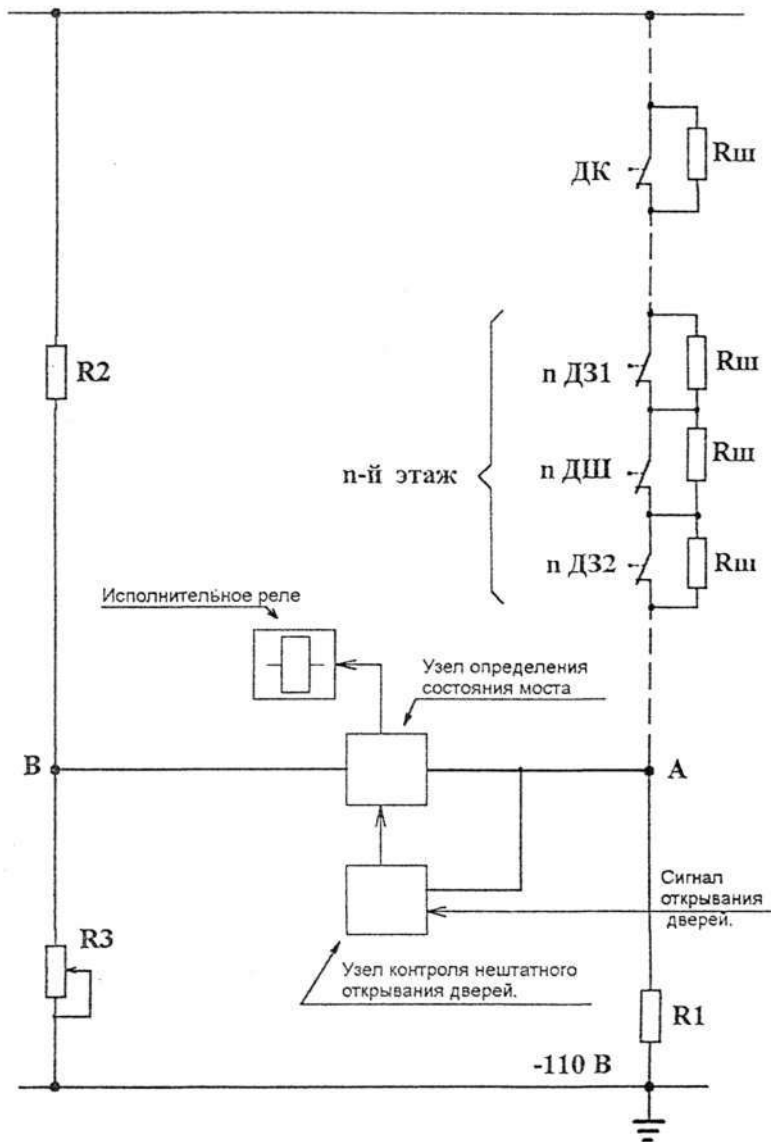 ДК
Rш
R2
n ДЗ1
Rш
n-й этаж
n ДШ
Rш
n ДЗ2
Rш
Исполнительное реле
Узел определения
состояния моста
В
А
Сигнал
открывания
дверей.
R3
Узел контроля нештатного
открывания дверей.
R1
-110 В